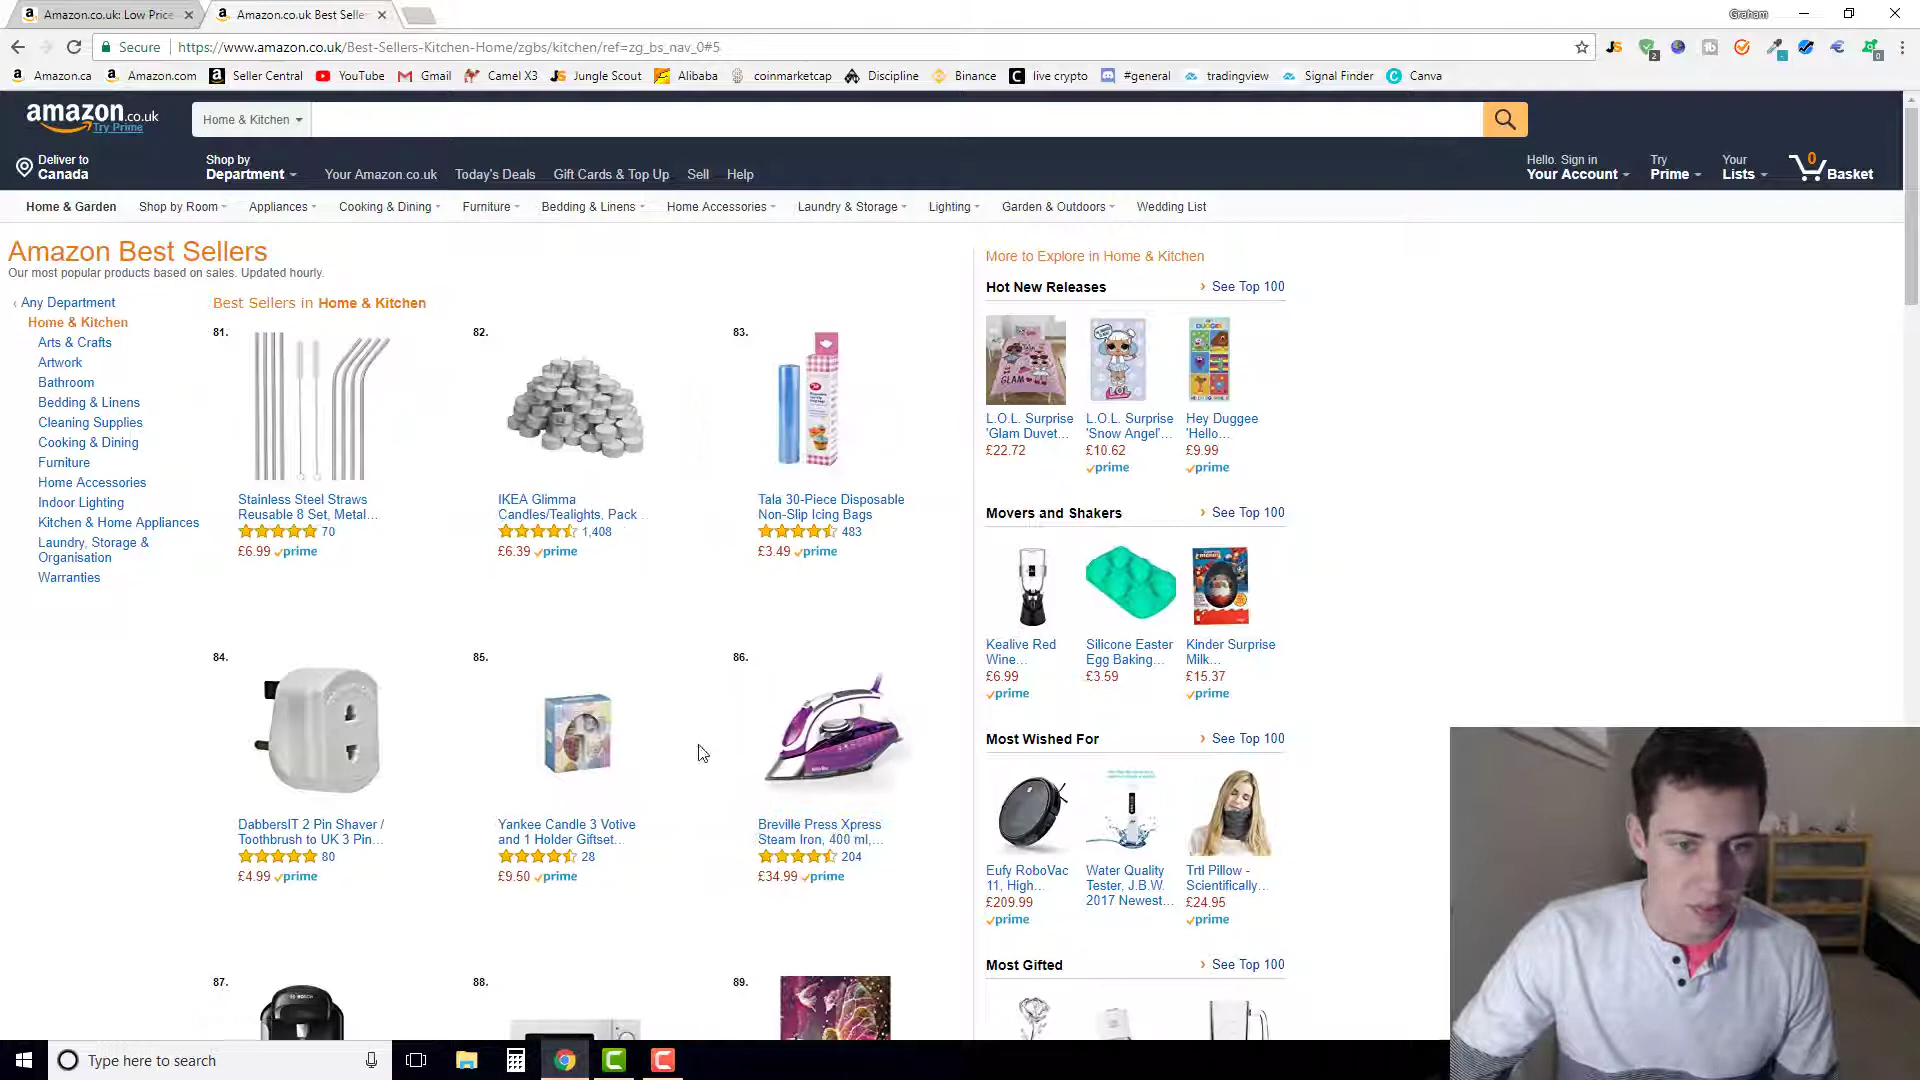 Amazon.co.uk: Low Price
Amazon.co.uk Best Selle
Graham
Secure
https://www.amazon.co.uk/Best-Sellers-Kitchen-Home/zgbs/kitchen/ref=zg_bs_nav_0#5
Amazon.ca
Amazon.com
Seller Central
YouTube
Gmail
Camel X3
Jungle Scout
Alibaba
coinmarketcap
Discipline
Binance
live crypto
#general
tradingview
Signal Finder
Canva
amazon.co.uk
Try Prime
Home & Kitchen
Deliver to
Canada
Shop by
Department
Your Amazon.co.uk
Today's Deals
Gift Cards & Top Up
Sell
Help
Hello. Sign in
Your Account
Try
Prime
Your
Lists
0
Basket
Home & Garden
Shop by Room
Appliances
Cooking & Dining
Furniture
Bedding & Linens
Home Accessories
Laundry & Storage
Lighting
Garden & Outdoors
Wedding List
Amazon Best Sellers
Our most popular products based on sales. Updated hourly.
‹ Any Department
Home & Kitchen
Arts & Crafts
Artwork
Bathroom
Bedding & Linens
Cleaning Supplies
Cooking & Dining
Furniture
Home Accessories
Indoor Lighting
Kitchen & Home Appliances
Laundry, Storage &
Organisation
Warranties
Best Sellers in Home & Kitchen
81.
Stainless Steel Straws
Reusable 8 Set, Metal...
70
£6.99 prime
82.
IKEA Glimma
Candles/Tealights, Pack
1,408
£6.39 prime
83.
Tala 30-Piece Disposable
Non-Slip Icing Bags
483
£3.49 prime
84.
DabbersIT 2 Pin Shaver /
Toothbrush to UK 3 Pin...
80
£4.99 prime
85.
Yankee Candle 3 Votive
and 1 Holder Giftset...
28
£9.50 prime
86.
Breville Press Xpress
Steam Iron, 400 ml,...
204
£34.99 prime
87.
BOSCH
88.
89.
More to Explore in Home & Kitchen
Hot New Releases
› See Top 100
GLAM
L.O.L. Surprise
'Glam Duvet...
£22.72
LOL
L.O.L. Surprise
'Snow Angel'...
£10.62
prime
DUGGEE
Hey Duggee
'Hello...
£9.99
prime
Movers and Shakers
› See Top 100
Kealive Red
Wine...
£6.99
prime
Silicone Easter
Egg Baking...
£3.59
Kinder Surprise
Milk...
£15.37
prime
Most Wished For
› See Top 100
Eufy RoboVac
11, High...
£209.99
prime
Water Quality
Tester, J.B.W.
2017 Newest...
Trtl Pillow -
Scientifically...
£24.95
prime
Most Gifted
› See Top 100
Type here to search